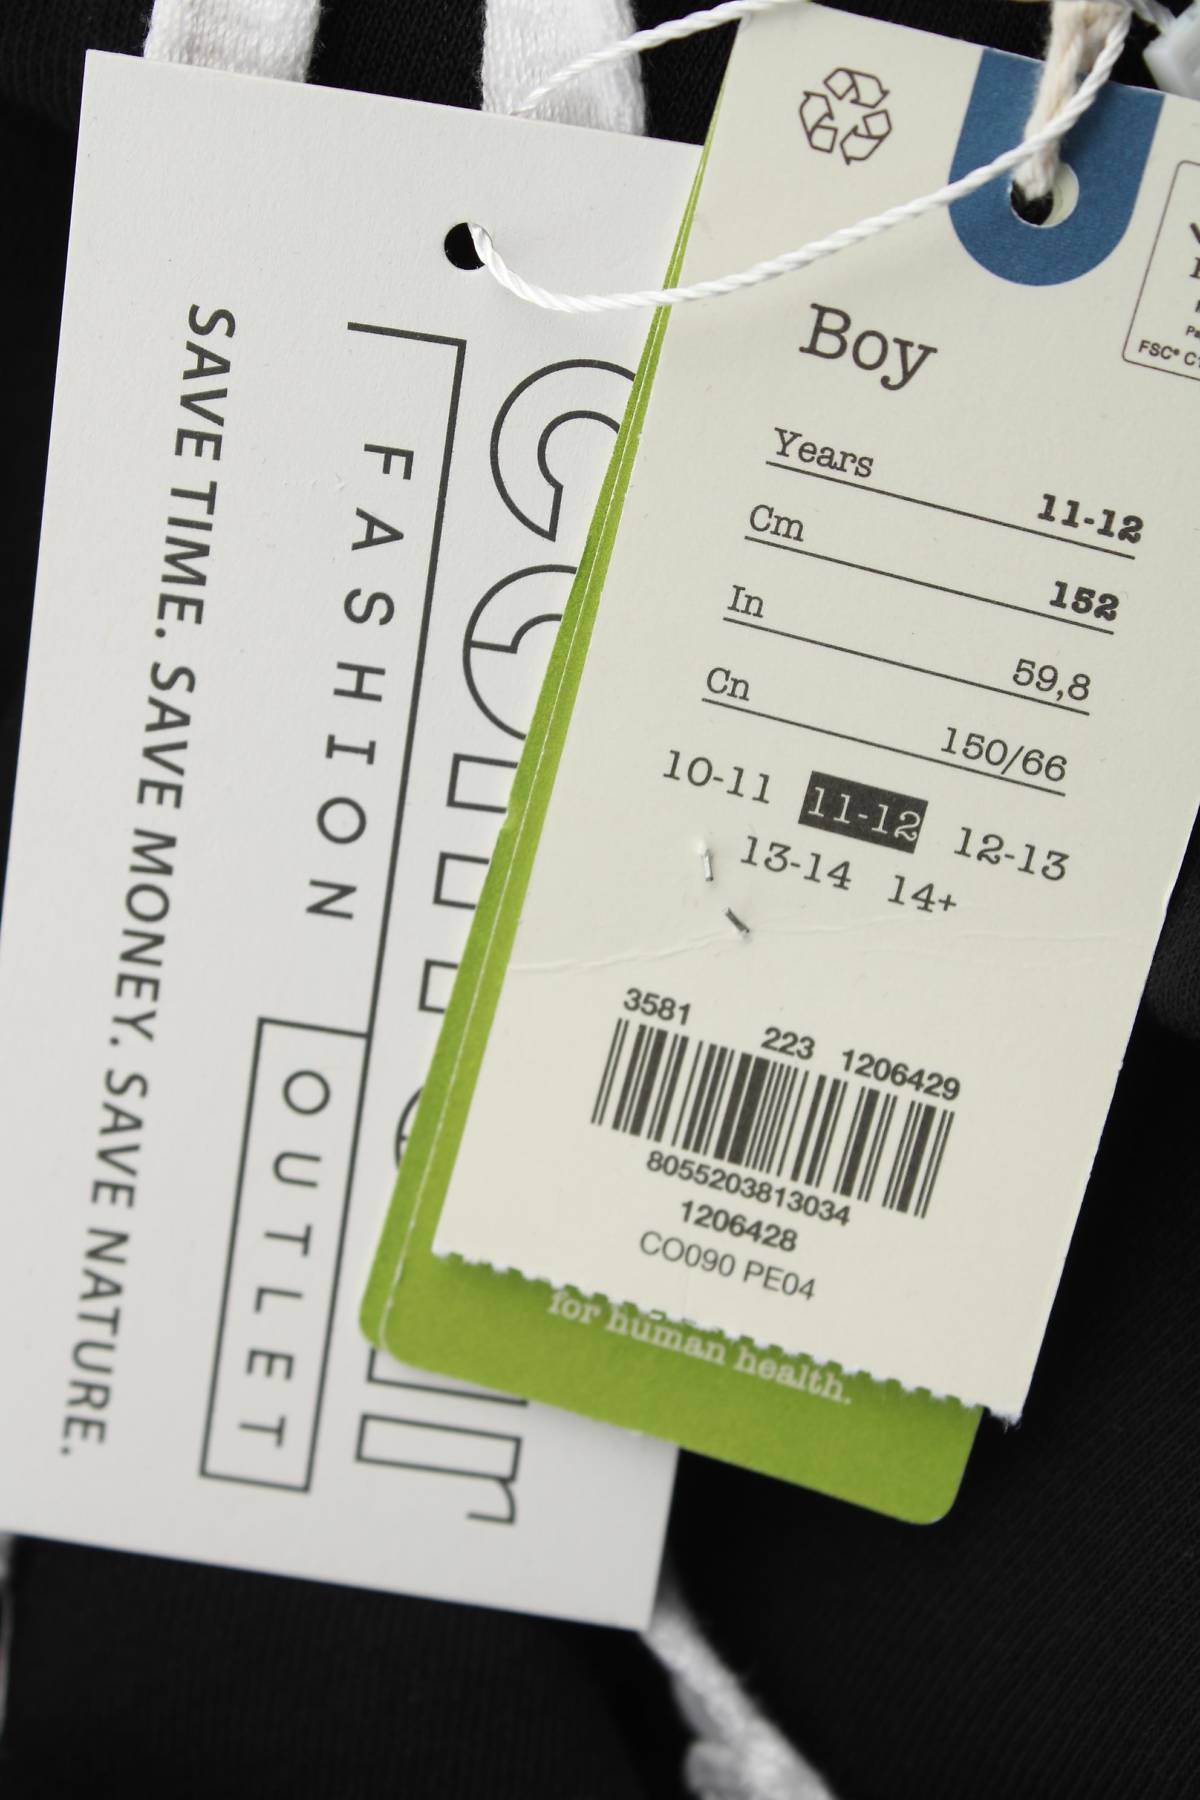 SAVE TIME. SAVE MONEY. SAVE NATURE.
FASHION
OUTLET
Boy
FSC®
Years
11-12
Cm
152
In
59,8
Cn
150/66
10-11 11-12 12-13
13-14 14+
3581 223 1206429
8055203813034
1206428
CO090 PE04
for human health.